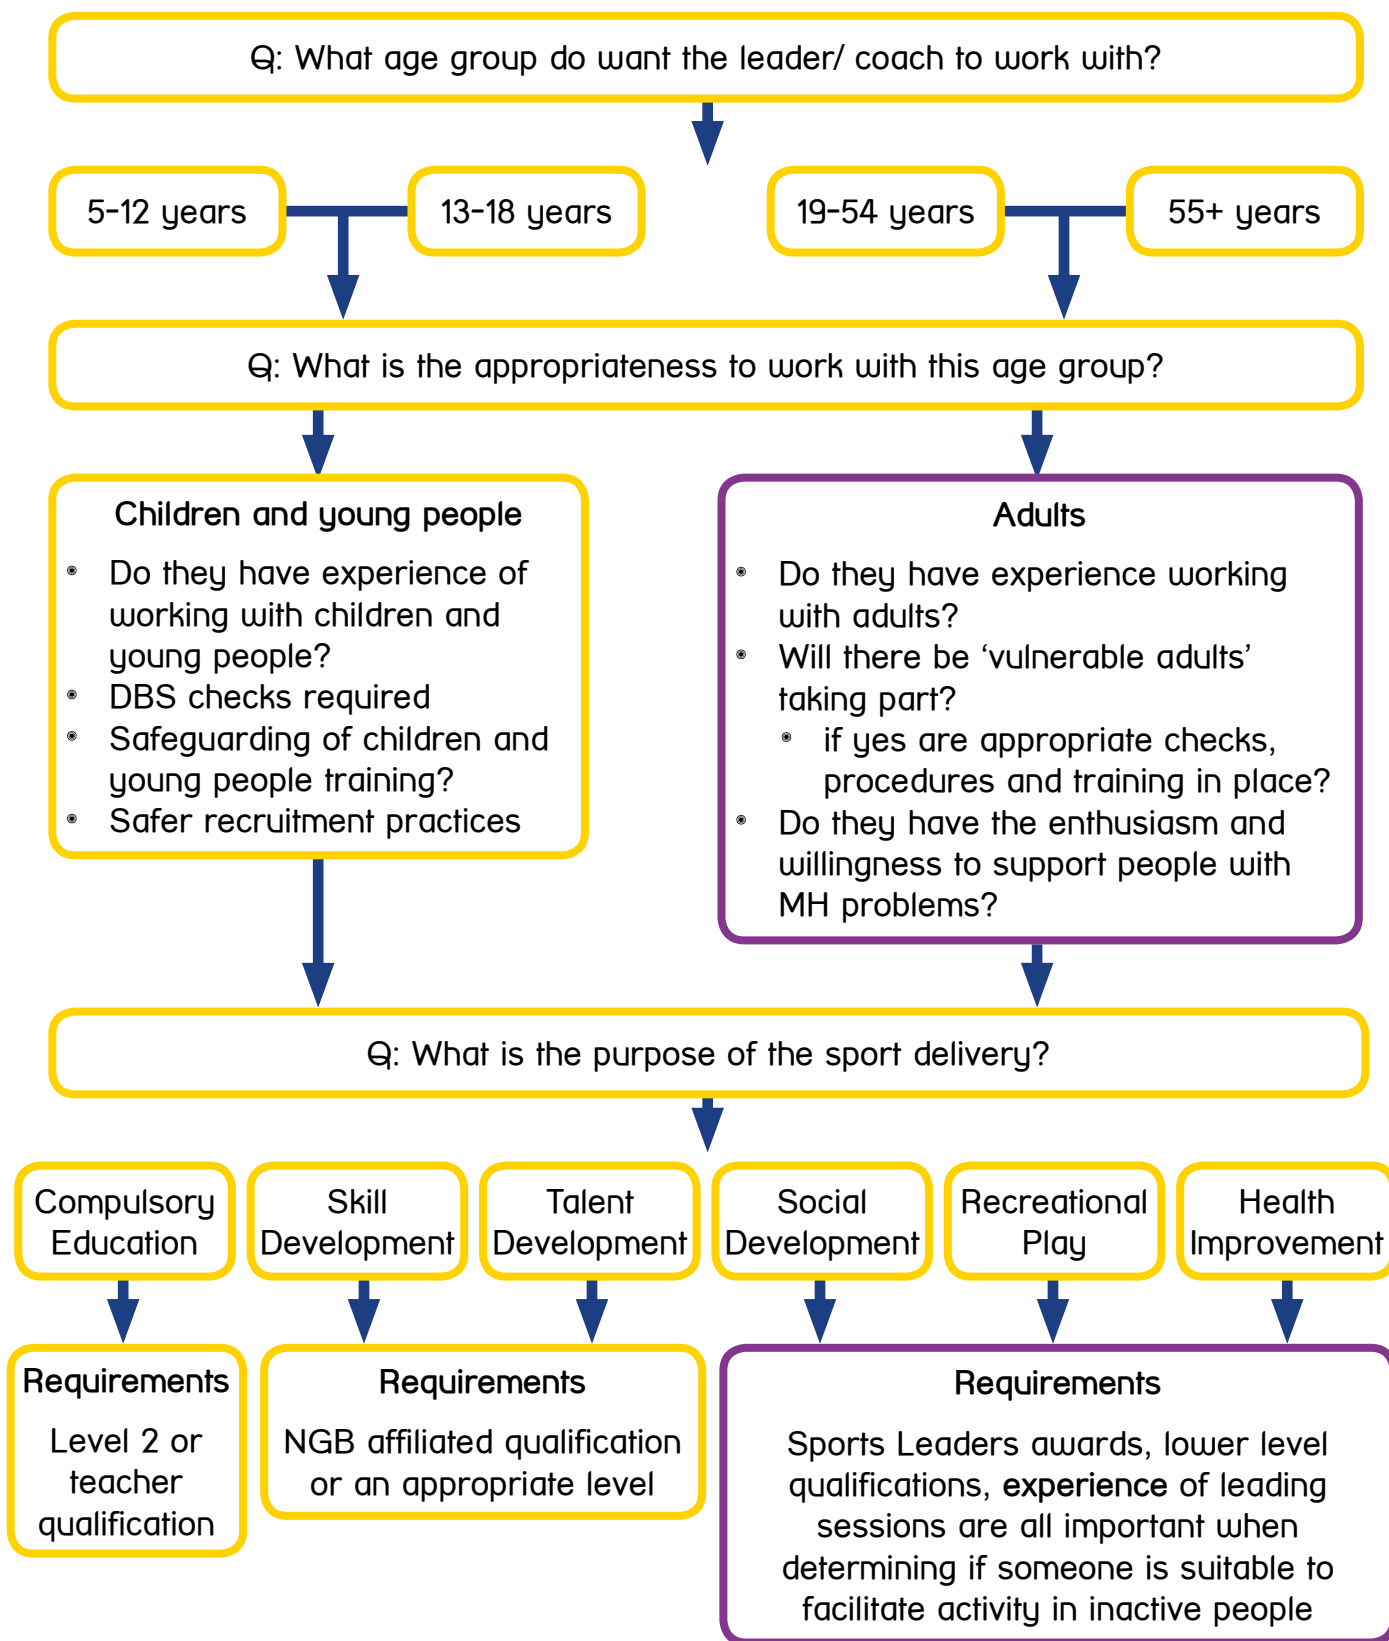 Q: What age group do want the leader/ coach to work with?
5-12 years
13-18 years
19-54 years
55+ years
Q: What is the appropriateness to work with this age group?
Children and young people
• Do they have experience of
working with children and
young people?
• DBS checks required
• Safeguarding of children and
young people training?
• Safer recruitment practices
Adults
• Do they have experience working
with adults?
• Will there be ‘vulnerable adults’
taking part?
• if yes are appropriate checks,
procedures and training in place?
• Do they have the enthusiasm and
willingness to support people with
MH problems?
Q: What is the purpose of the sport delivery?
Compulsory
Education
Skill
Development
Talent
Development
Social
Development
Recreational
Play
Health
Improvement
Requirements
Level 2 or
teacher
qualification
Requirements
NGB affiliated qualification
or an appropriate level
Requirements
Sports Leaders awards, lower level
qualifications, experience of leading
sessions are all important when
determining if someone is suitable to
facilitate activity in inactive people